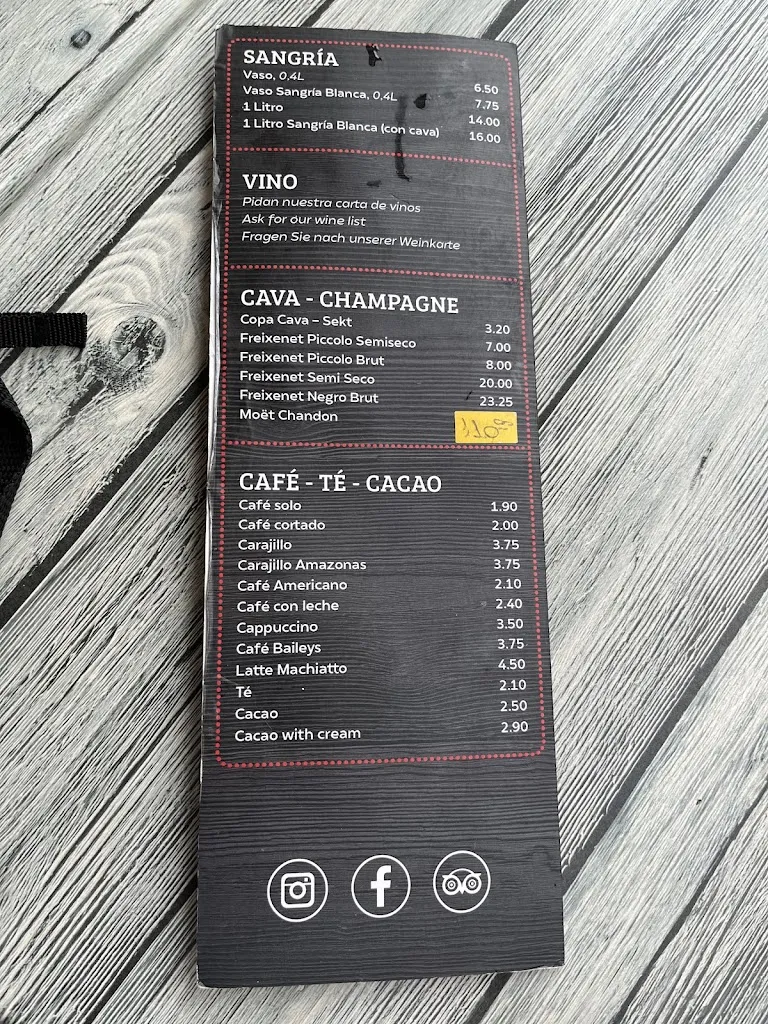 SANGRÍA
Vaso, 0,4L 6.50
Vaso Sangría Blanca, 0,4L 7.75
1 Litro 14.00
1 Litro Sangría Blanca (con cava) 16.00
VINO
Pidan nuestra carta de vinos
Ask for our wine list
Fragen Sie nach unserer Weinkarte
CAVA - CHAMPAGNE
Copa Cava – Sekt 3.20
Freixenet Piccolo Semiseco 7.00
Freixenet Piccolo Brut 8.00
Freixenet Semi Seco 20.00
Freixenet Negro Brut 23.25
Moët Chandon 110.00
CAFÉ - TÉ - CACAO
Café solo 1.90
Café cortado 2.00
Carajillo 3.75
Carajillo Amazonas 3.75
Café Americano 2.10
Café con leche 2.40
Cappuccino 3.50
Café Baileys 3.75
Latte Machiatto 4.50
Té 2.10
Cacao 2.50
Cacao with cream 2.90